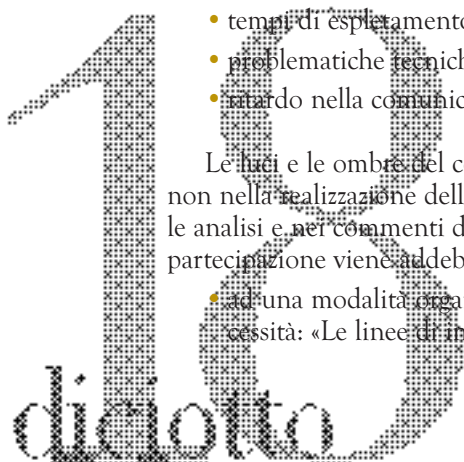 • tempi di espletamento
• problematiche tecnich
• ritardo nella comunic
Le luci e le ombre del c
non nella realizzazione dell
le analisi e nei commenti d
partecipazione viene addeb
• ad una modalità orga
cessità: «Le linee di in
18
diciotto